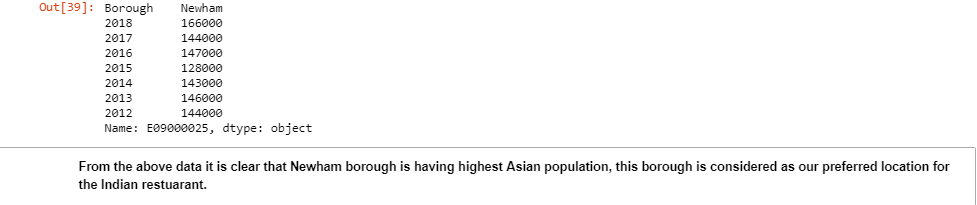 Out[39]: Borough    Newham
2018    166000
2017    144000
2016    147000
2015    128000
2014    143000
2013    146000
2012    144000
Name: E09000025, dtype: object
From the above data it is clear that Newham borough is having highest Asian population, this borough is considered as our preferred location for
the Indian restuarant.